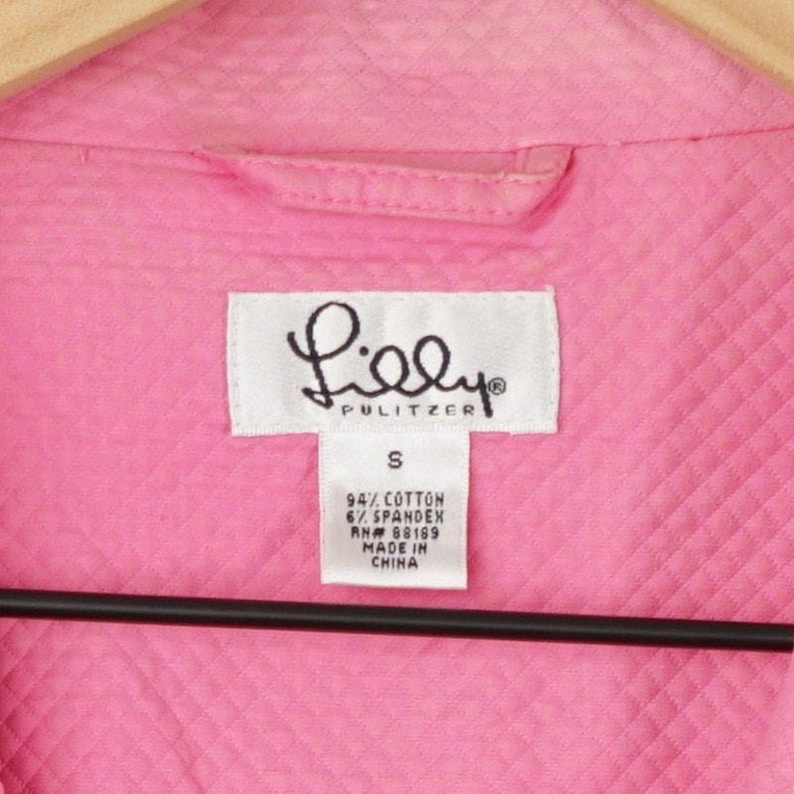 Lilly®
PULITZER
S
94% COTTON
6% SPANDEX
RN# 88189
MADE IN
CHINA